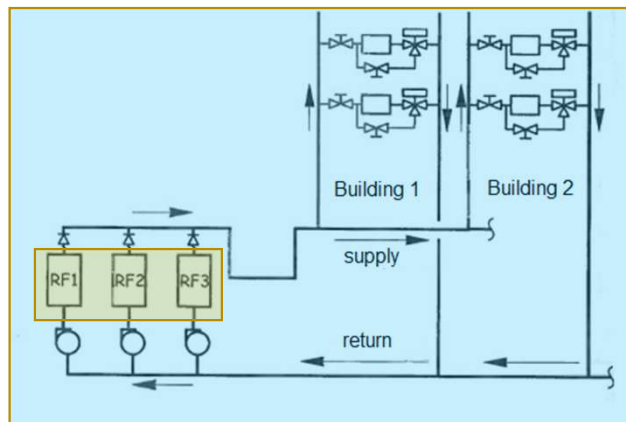 Building 1
Building 2
supply
RF1
RF2
RF3
return